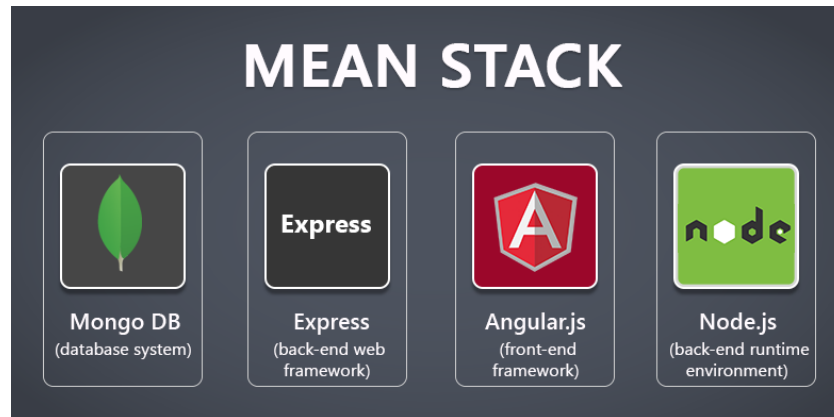 MEAN STACK
Express
node
Mongo DB
(database system)
Express
(back-end web
framework)
Angular.js
(front-end
framework)
Node.js
(back-end runtime
environment)